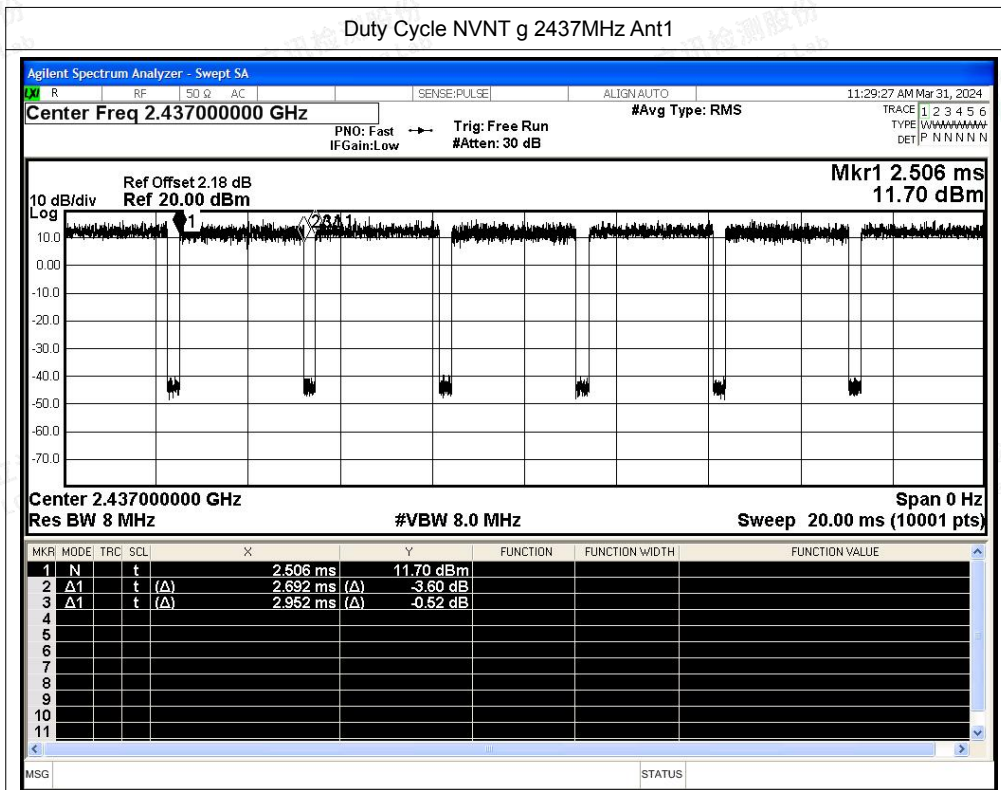 Duty Cycle NVNT g 2437MHz Ant1
Agilent Spectrum Analyzer - Swept SA
LXI R RF 50 Ω AC SENSE:PULSE ALIGN AUTO 11:29:27 AM Mar 31, 2024
Center Freq 2.437000000 GHz #Avg Type: RMS TRACE 1 2 3 4 5 6
PNO: Fast Trig: Free Run TYPE WWWWWW
IFGain:Low #Atten: 30 dB DET P N N N N N
Mkr1 2.506 ms
11.70 dBm
Ref Offset 2.18 dB
10 dB/div Ref 20.00 dBm
Log
1 2 3Δ1
10.0
0.00
-10.0
-20.0
-30.0
-40.0
-50.0
-60.0
-70.0
Center 2.437000000 GHz Span 0 Hz
Res BW 8 MHz #VBW 8.0 MHz Sweep 20.00 ms (10001 pts)
MKR MODE TRC SCL X Y FUNCTION FUNCTION WIDTH FUNCTION VALUE
1 N t 2.506 ms 11.70 dBm
2 Δ1 t (Δ) 2.692 ms (Δ) -3.60 dB
3 Δ1 t (Δ) 2.952 ms (Δ) -0.52 dB
4
5
6
7
8
9
10
11
MSG STATUS